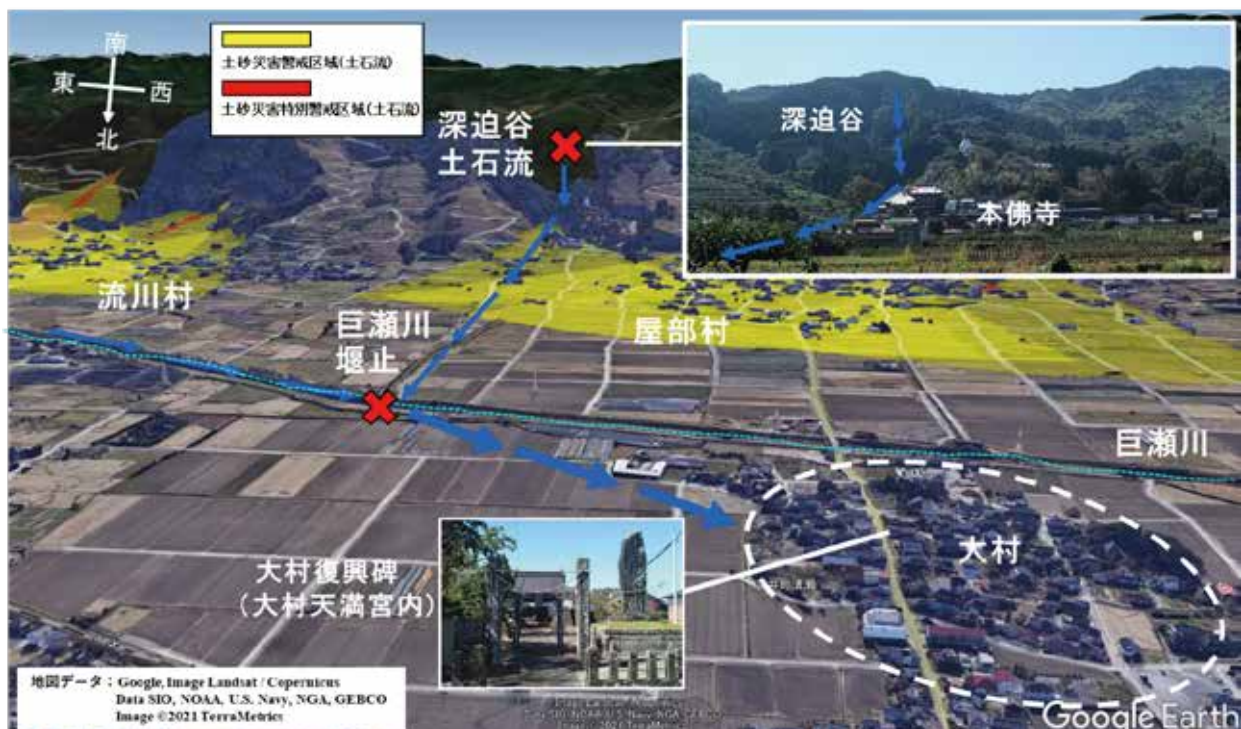 南
東 西
北
土砂災害警戒区域(土石流)
土砂災害特別警戒区域(土石流)
深迫谷
土石流
深迫谷
本佛寺
流川村
巨瀬川
堰止
屋部村
巨瀬川
大村
大村復興碑
(大村天満宮内)
地図データ:Google, Image Landsat / Copernicus
Data SIO, NOAA, U.S. Navy, NGA, GEBCO
Image ©2021 TerraMetrics
Google Earth